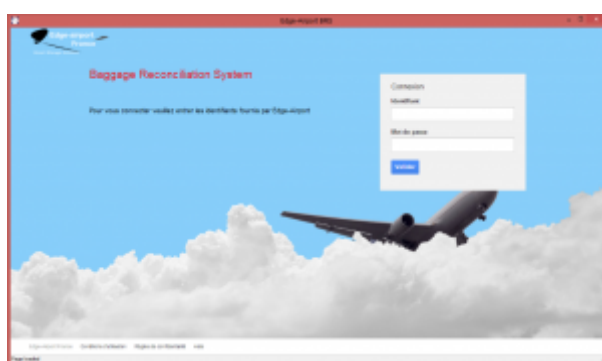 Edge-Airport BRS
Edge-airport
France
Baggage Reconciliation System
Pour vous connecter veuillez entrer les identifiants fournis par Edge-Airport
Connexion
Identifiant
Mot de passe
Valider
Edge-Airport France Conditions d'utilisation Règles de confidentialité Aide